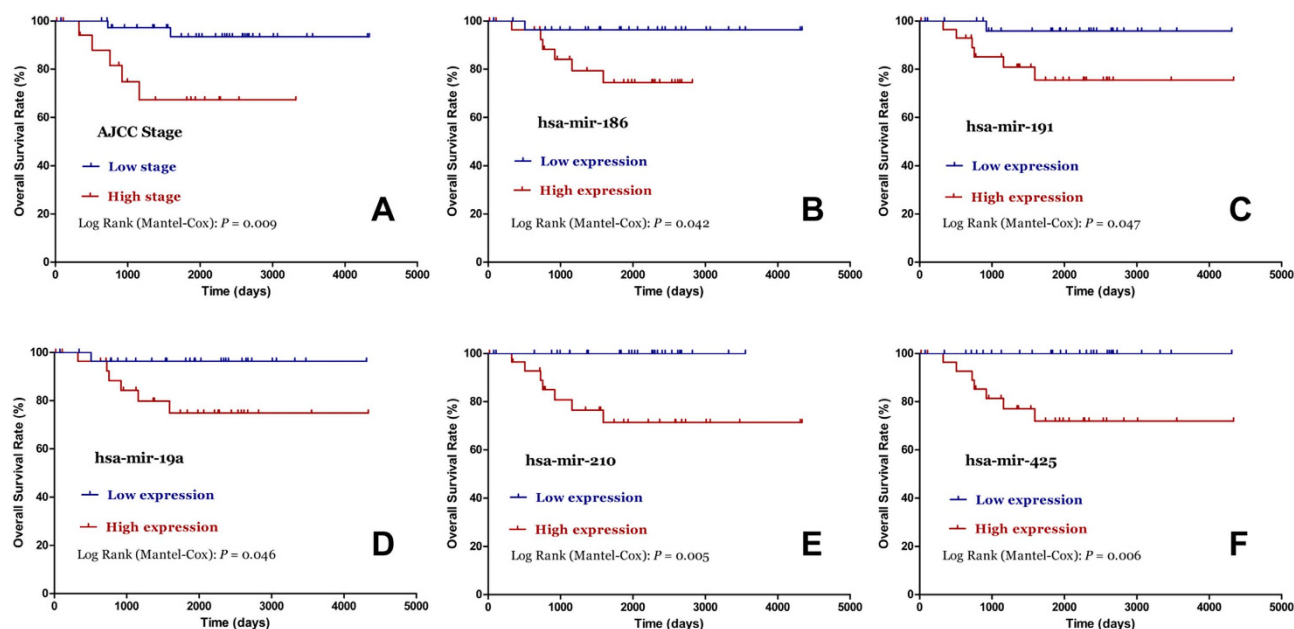 Overall Survival Rate (%)
100
80
60
40
20
0
AJCC Stage
Low stage
High stage
Log Rank (Mantel-Cox): P = 0.009
A
0 1000 2000 3000 4000 5000
Time (days)
Overall Survival Rate (%)
100
80
60
40
20
0
hsa-mir-186
Low expression
High expression
Log Rank (Mantel-Cox): P = 0.042
B
0 1000 2000 3000 4000 5000
Time (days)
Overall Survival Rate (%)
100
80
60
40
20
0
hsa-mir-191
Low expression
High expression
Log Rank (Mantel-Cox): P = 0.047
C
0 1000 2000 3000 4000 5000
Time (days)
Overall Survival Rate (%)
100
80
60
40
20
0
hsa-mir-19a
Low expression
High expression
Log Rank (Mantel-Cox): P = 0.046
D
0 1000 2000 3000 4000 5000
Time (days)
Overall Survival Rate (%)
100
80
60
40
20
0
hsa-mir-210
Low expression
High expression
Log Rank (Mantel-Cox): P = 0.005
E
0 1000 2000 3000 4000 5000
Time (days)
Overall Survival Rate (%)
100
80
60
40
20
0
hsa-mir-425
Low expression
High expression
Log Rank (Mantel-Cox): P = 0.006
F
0 1000 2000 3000 4000 5000
Time (days)